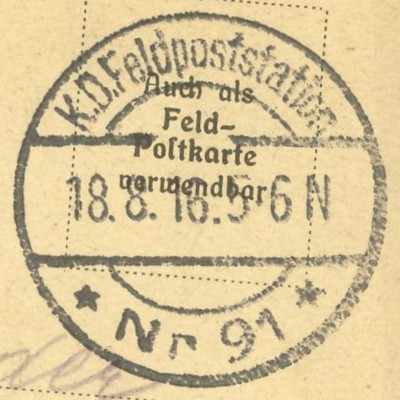 K.D.Feldpoststation
Auch als
Feld-
Postkarte
verwendbar
18.8.16.5-6 N
★ Nr 91 ★